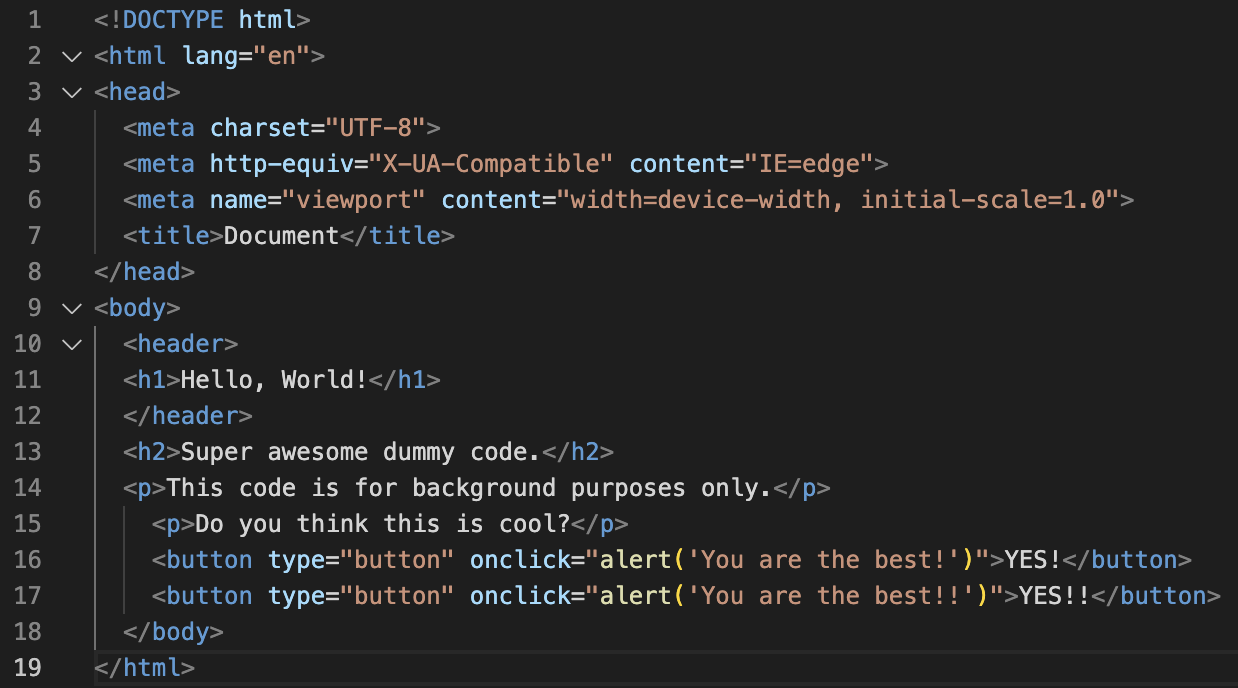 1 <!DOCTYPE html>
2 <html lang="en">
3 <head>
4 <meta charset="UTF-8">
5 <meta http-equiv="X-UA-Compatible" content="IE=edge">
6 <meta name="viewport" content="width=device-width, initial-scale=1.0">
7 <title>Document</title>
8 </head>
9 <body>
10 <header>
11 <h1>Hello, World!</h1>
12 </header>
13 <h2>Super awesome dummy code.</h2>
14 <p>This code is for background purposes only.</p>
15 <p>Do you think this is cool?</p>
16 <button type="button" onclick="alert('You are the best!')">YES!</button>
17 <button type="button" onclick="alert('You are the best!!')">YES!!</button>
18 </body>
19 </html>